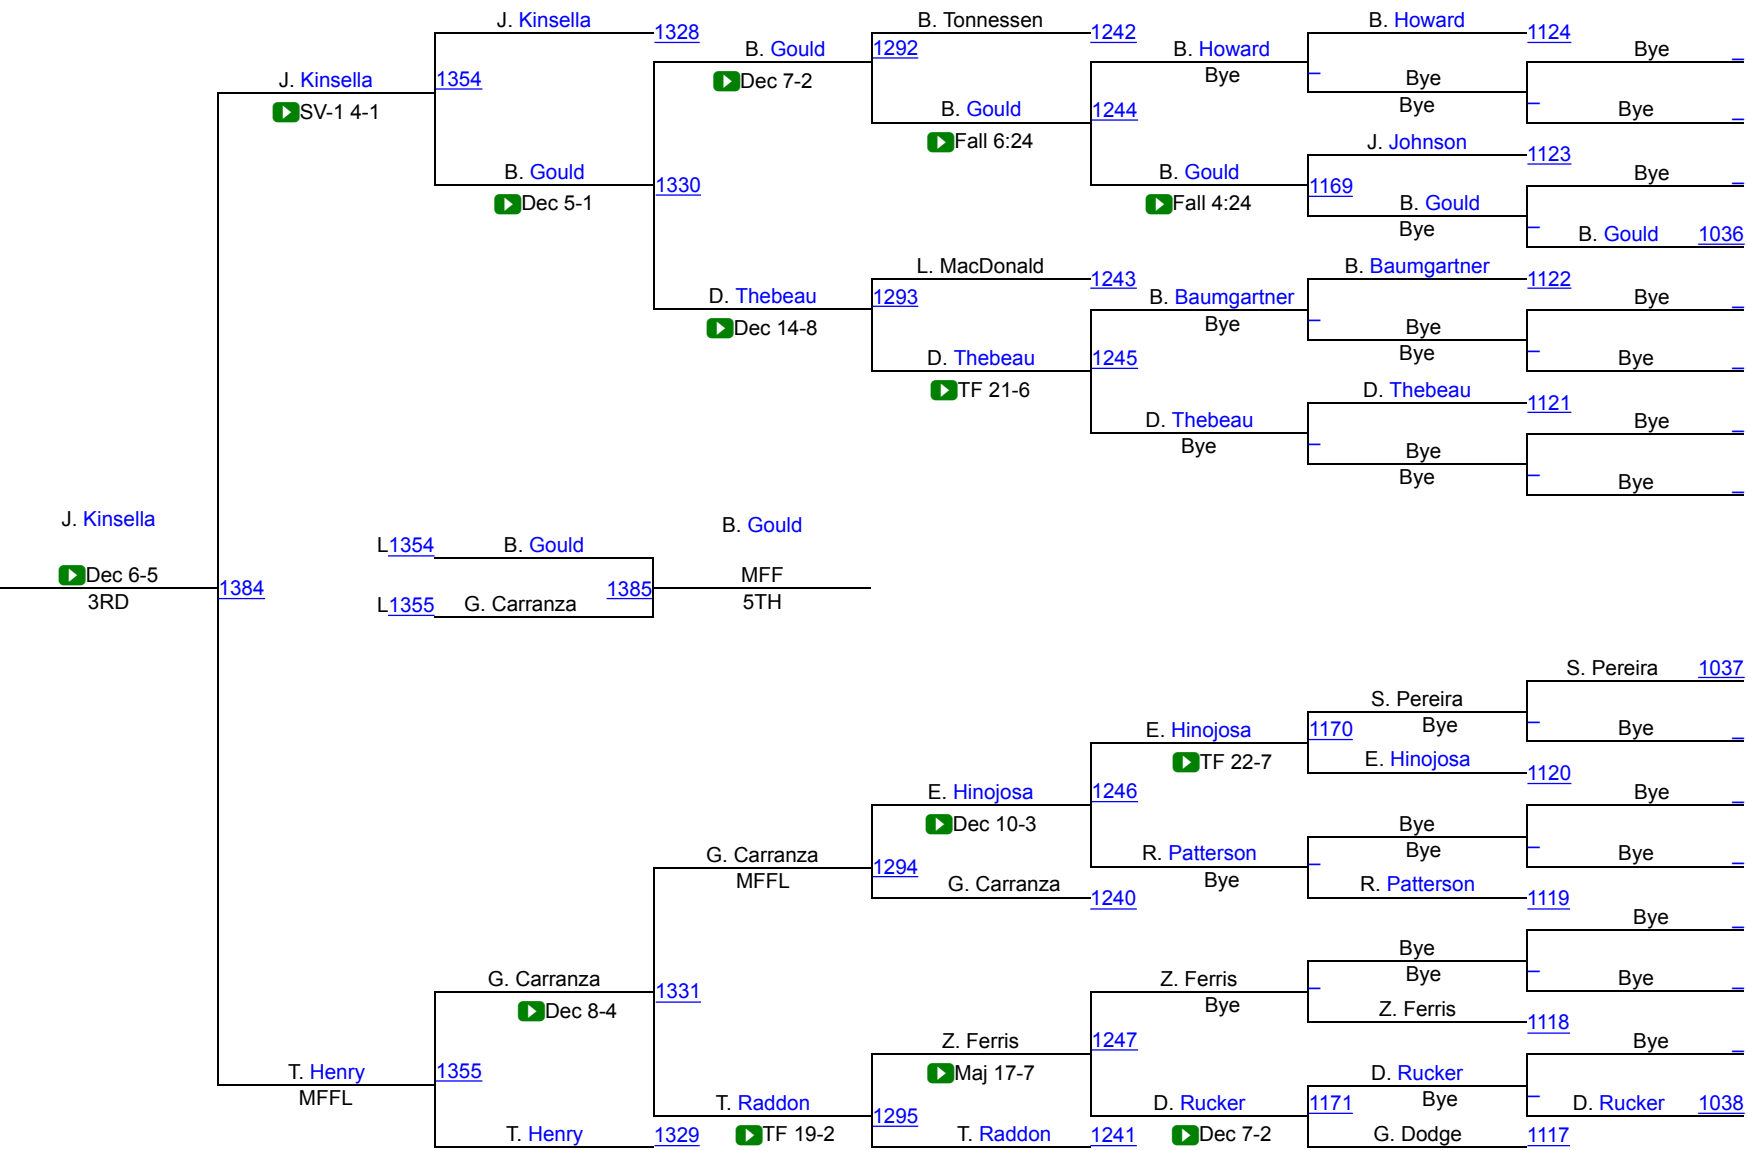 J. Kinsella
1328
B. Tonnessen
1242
B. Howard
1124
B. Gould
1292
B. Howard
Bye
J. Kinsella
1354
Dec 7-2
Bye
Bye
SV-1 4-1
B. Gould
1244
Bye
Bye
Fall 6:24
J. Johnson
1123
B. Gould
1330
B. Gould
1169
Bye
Dec 5-1
Fall 4:24
B. Gould
Bye
B. Gould 1036
L. MacDonald
1243
B. Baumgartner
1122
D. Thebeau
1293
B. Baumgartner
Bye
Dec 14-8
Bye
Bye
D. Thebeau
1245
Bye
Bye
TF 21-6
D. Thebeau
1121
D. Thebeau
Bye
Bye
Bye
Bye
Bye
J. Kinsella
B. Gould
L1354 B. Gould
Dec 6-5
1384
1385
MFF
3RD
L1355 G. Carranza
5TH
S. Pereira 1037
S. Pereira
E. Hinojosa
1170
Bye
Bye
TF 22-7
E. Hinojosa
1120
E. Hinojosa
1246
Bye
Dec 10-3
Bye
G. Carranza
R. Patterson
Bye
Bye
MFFL
1294
G. Carranza
1240
Bye
R. Patterson
1119
Bye
Bye
G. Carranza
1331
Z. Ferris
Bye
Bye
Dec 8-4
Bye
Z. Ferris
1118
Z. Ferris
1247
Bye
T. Henry
1355
Maj 17-7
D. Rucker
MFFL
T. Raddon
1295
D. Rucker
1171
Bye
D. Rucker 1038
T. Henry
1329
TF 19-2
T. Raddon
1241
Dec 7-2
G. Dodge
1117